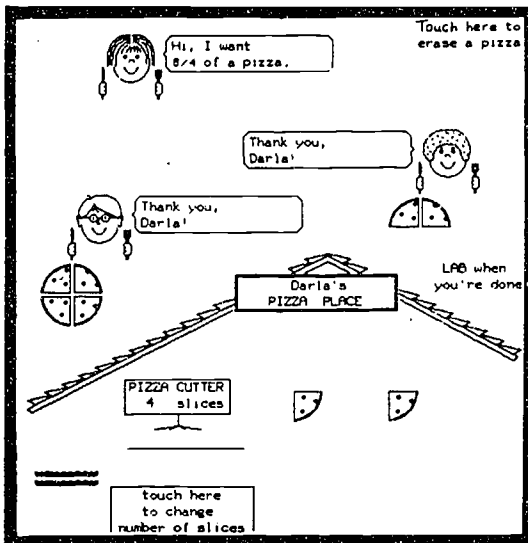 Touch here to
erase a pizza
Hi, I want
8/4 of a pizza.
Thank you,
Darla!
Thank you,
Darla!
LAB when
you're done
Darla's
PIZZA PLACE
PIZZA CUTTER
4 slices
touch here
to change
number of slices